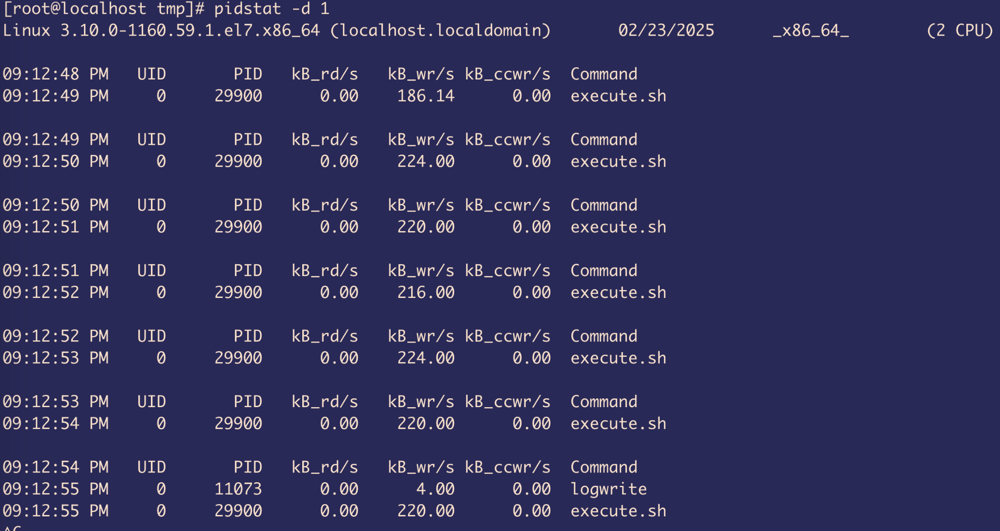 [root@localhost tmp]# pidstat -d 1
Linux 3.10.0-1160.59.1.el7.x86_64 (localhost.localdomain) 02/23/2025 _x86_64_ (2 CPU)
09:12:48 PM UID PID kB_rd/s kB_wr/s kB_ccwr/s Command
09:12:49 PM 0 29900 0.00 186.14 0.00 execute.sh
09:12:49 PM UID PID kB_rd/s kB_wr/s kB_ccwr/s Command
09:12:50 PM 0 29900 0.00 224.00 0.00 execute.sh
09:12:50 PM UID PID kB_rd/s kB_wr/s kB_ccwr/s Command
09:12:51 PM 0 29900 0.00 220.00 0.00 execute.sh
09:12:51 PM UID PID kB_rd/s kB_wr/s kB_ccwr/s Command
09:12:52 PM 0 29900 0.00 216.00 0.00 execute.sh
09:12:52 PM UID PID kB_rd/s kB_wr/s kB_ccwr/s Command
09:12:53 PM 0 29900 0.00 224.00 0.00 execute.sh
09:12:53 PM UID PID kB_rd/s kB_wr/s kB_ccwr/s Command
09:12:54 PM 0 29900 0.00 220.00 0.00 execute.sh
09:12:54 PM UID PID kB_rd/s kB_wr/s kB_ccwr/s Command
09:12:55 PM 0 11073 0.00 4.00 0.00 logwrite
09:12:55 PM 0 29900 0.00 220.00 0.00 execute.sh